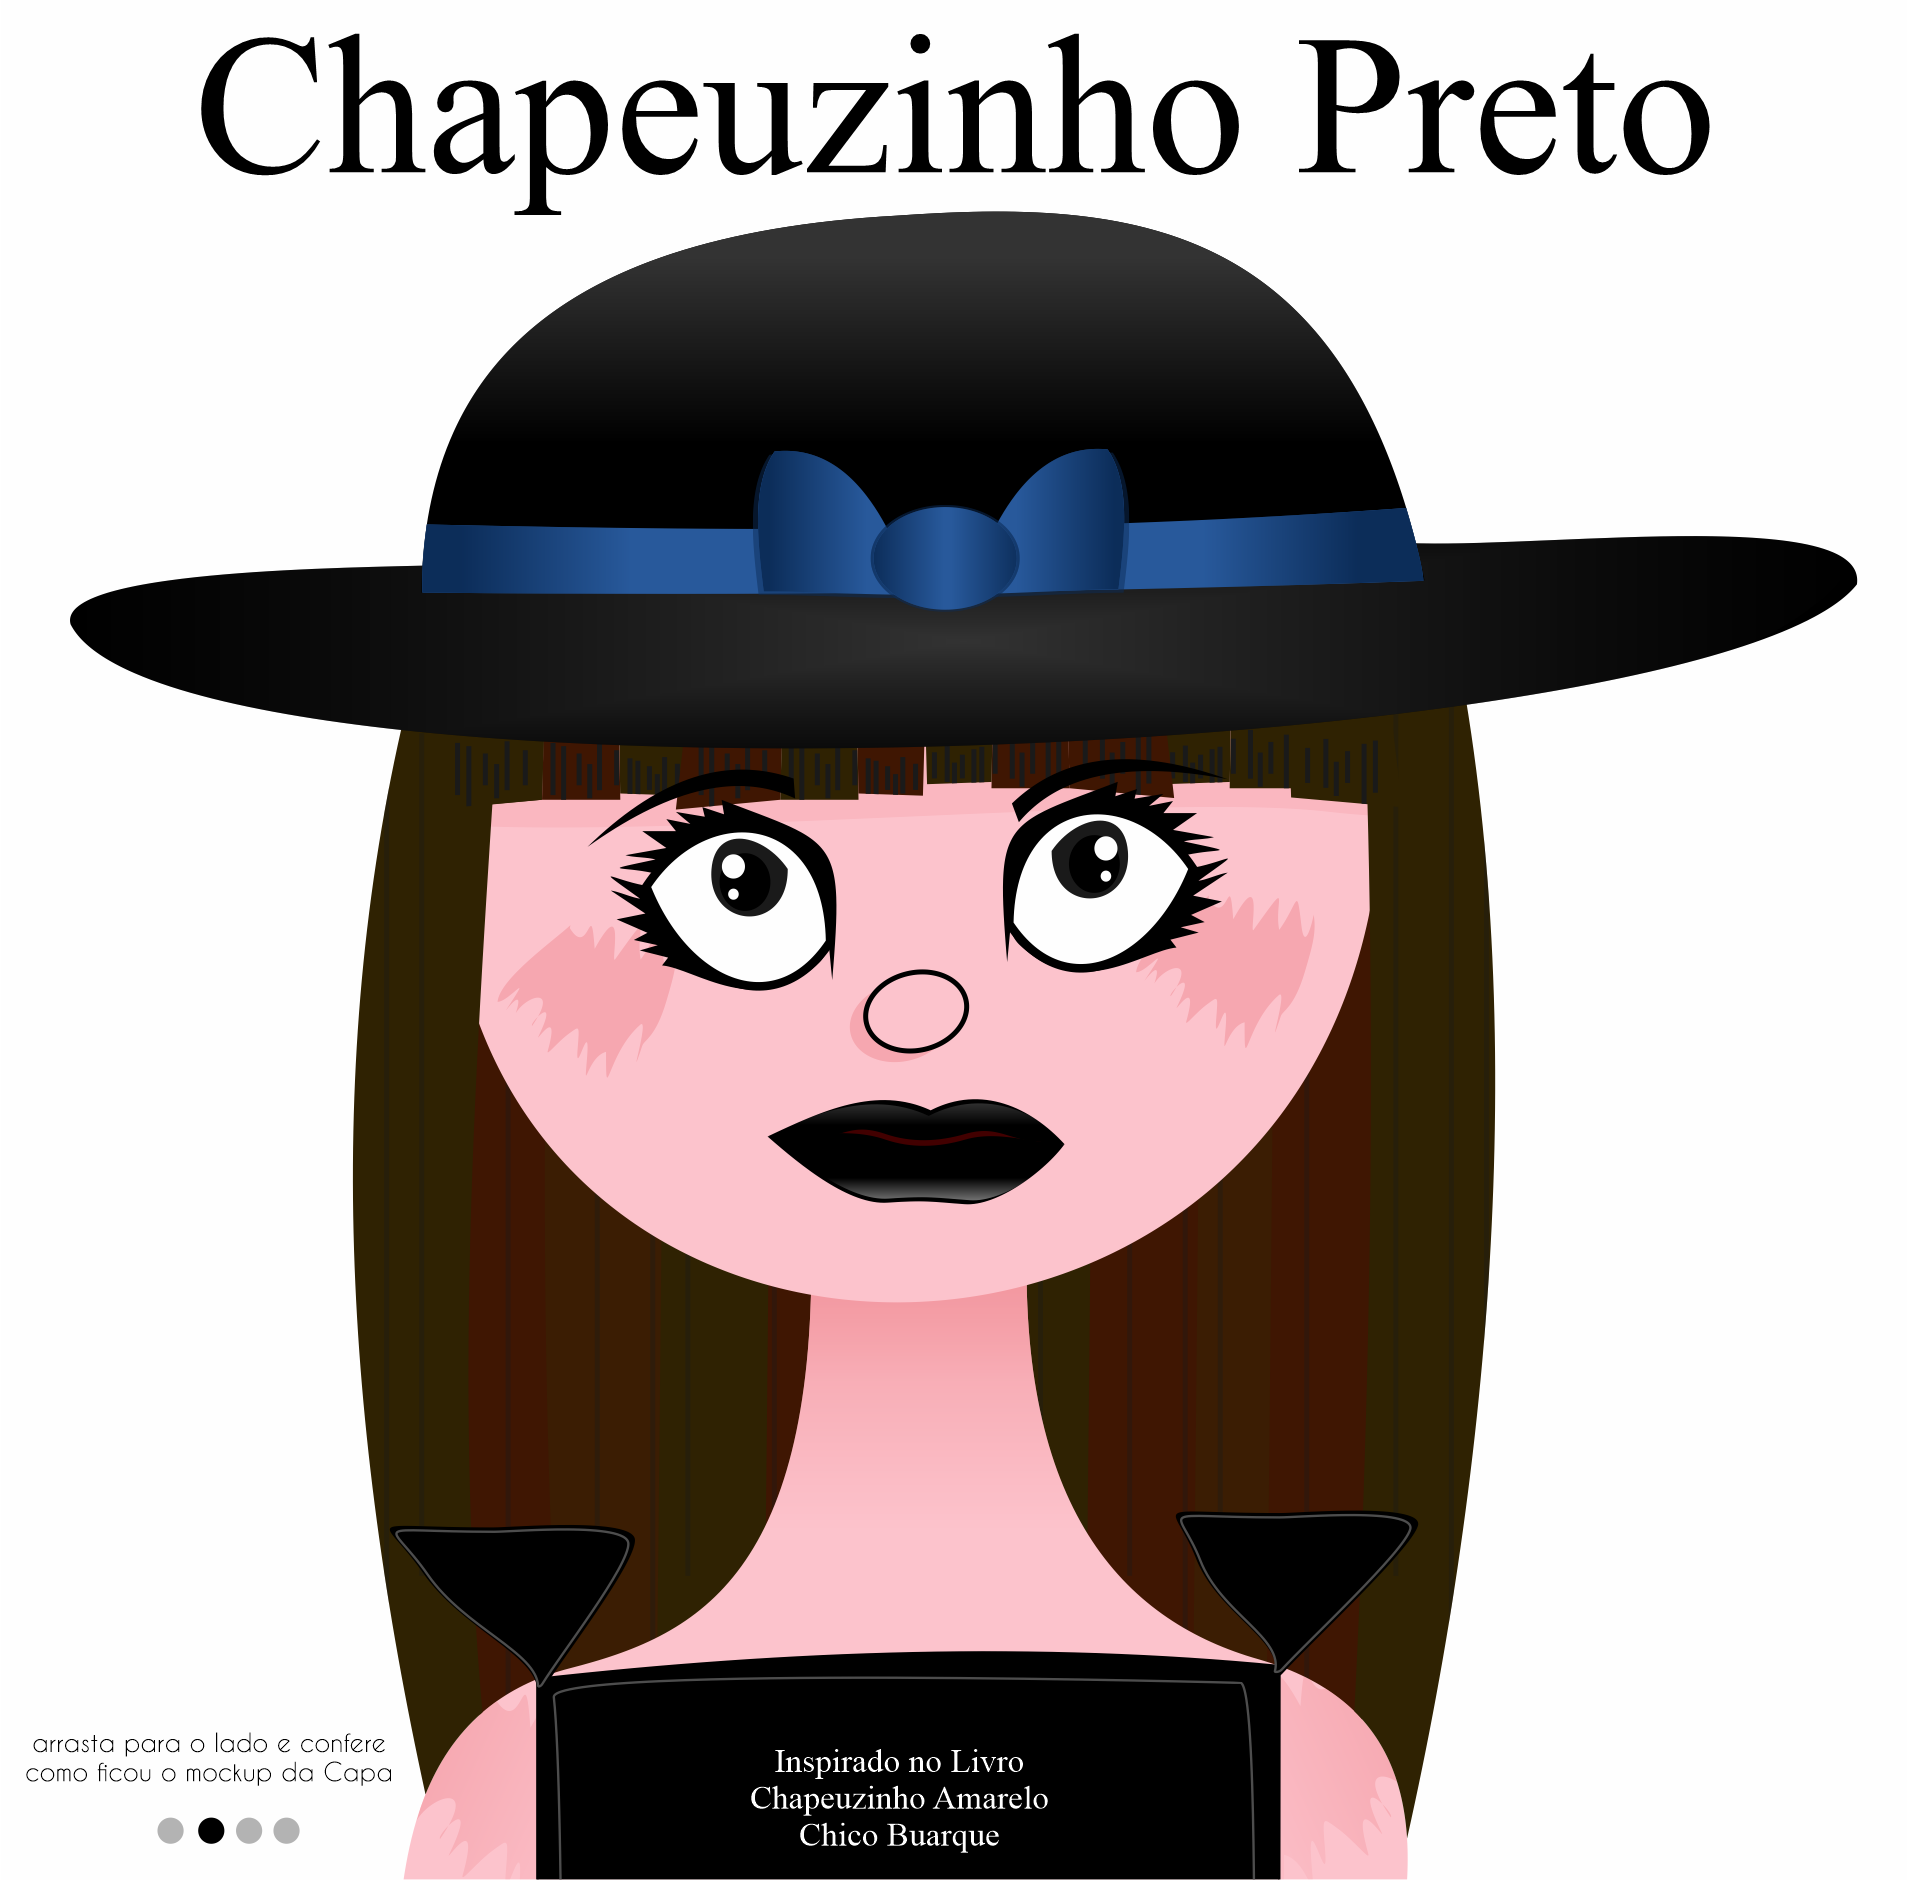 Chapeuzinho Preto
arrasta para o lado e confere
como ficou o mockup da Capa
Inspirado no Livro
Chapeuzinho Amarelo
Chico Buarque